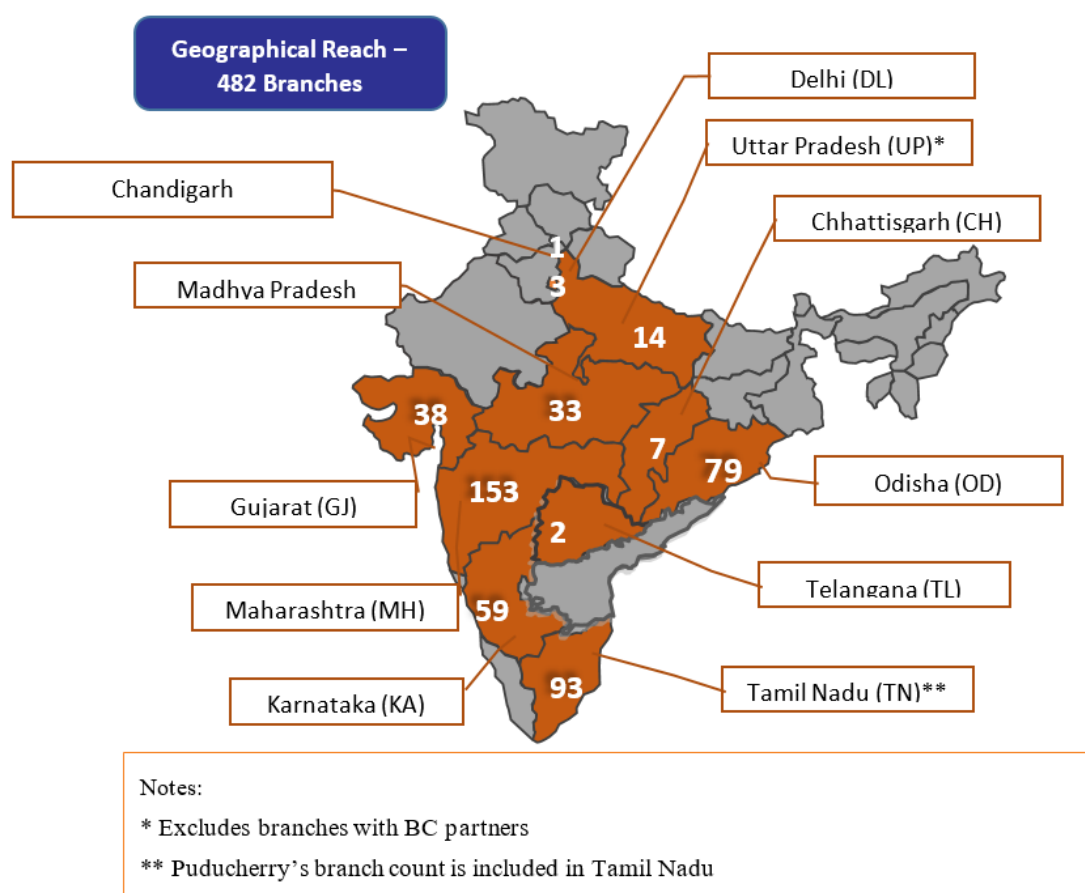 Geographical Reach –
482 Branches
Delhi (DL)
Uttar Pradesh (UP)*
Chandigarh
Chhattisgarh (CH)
1
3
Madhya Pradesh
14
38
33
7
79
Odisha (OD)
153
Gujarat (GJ)
2
Telangana (TL)
Maharashtra (MH)
59
93
Tamil Nadu (TN)**
Karnataka (KA)
Notes:
* Excludes branches with BC partners
** Puducherry’s branch count is included in Tamil Nadu